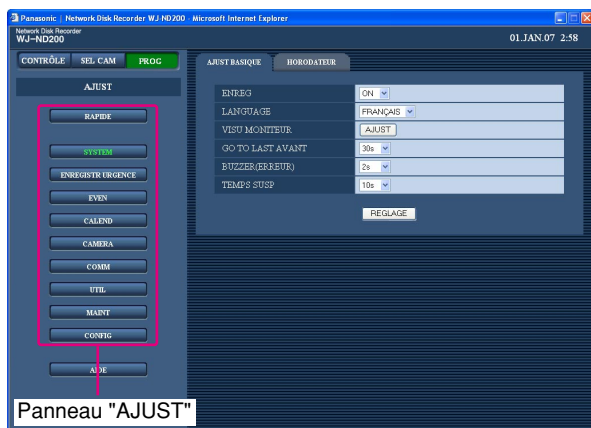 Panasonic | Network Disk Recorder WJ-ND200 - Microsoft Internet Explorer
Network Disk Recorder
WJ-ND200
01.JAN.07 2:58
CONTRÔLE SEL CAM PROG
AJUST
RAPIDE
SYSTEM
ENREGISTR URGENCE
EVEN
CALEND
CAMERA
COMM
UTIL
MAINT
CONFIG
AIDE
AJUST BASIQUE HORODATEUR
ENREG ON
LANGUAGE FRANÇAIS
VISU MONITEUR AJUST
GO TO LAST AVANT 30s
BUZZER(ERREUR) 2s
TEMPS SUSP 10s
REGLAGE
Panneau "AJUST"